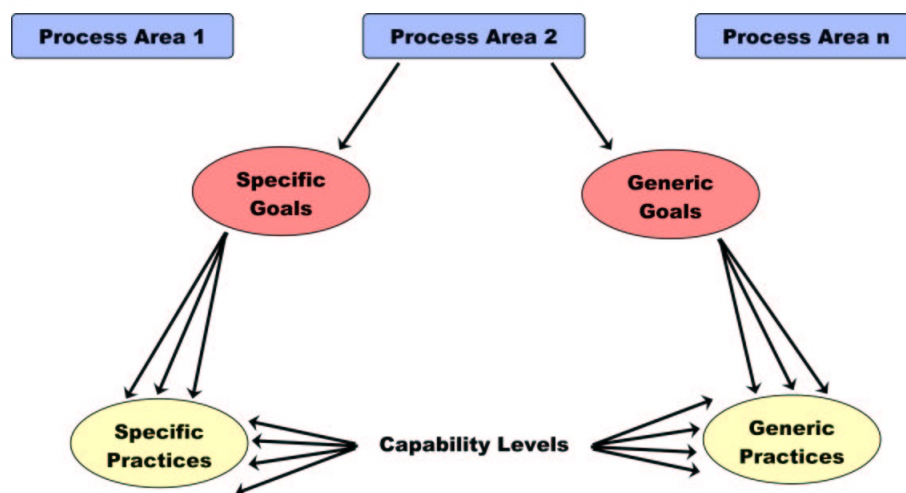 Process Area 1
Process Area 2
Process Area n
Specific
Goals
Generic
Goals
Specific
Practices
Capability Levels
Generic
Practices